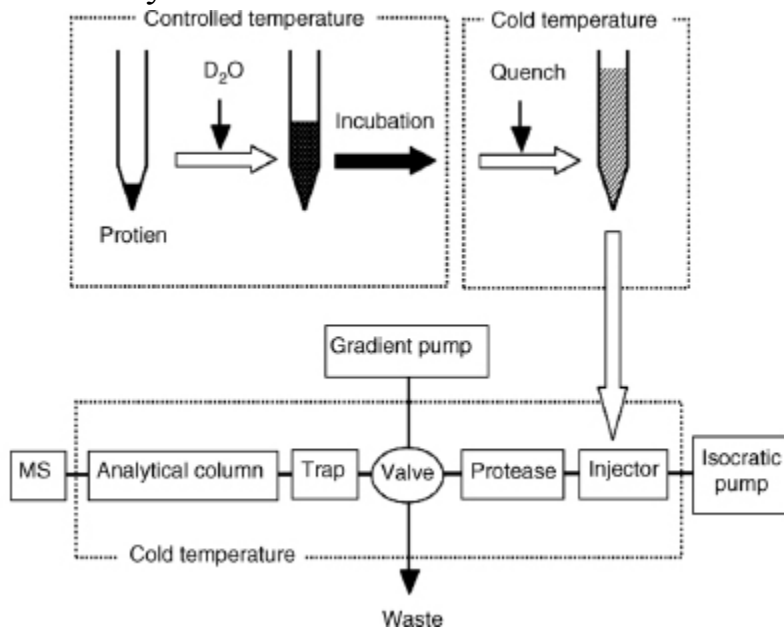 Controlled temperature
Cold temperature
D₂O
Quench
Incubation
Protien
Gradient pump
MS
Analytical column
Trap
Valve
Protease
Injector
Isocratic
pump
Cold temperature
Waste